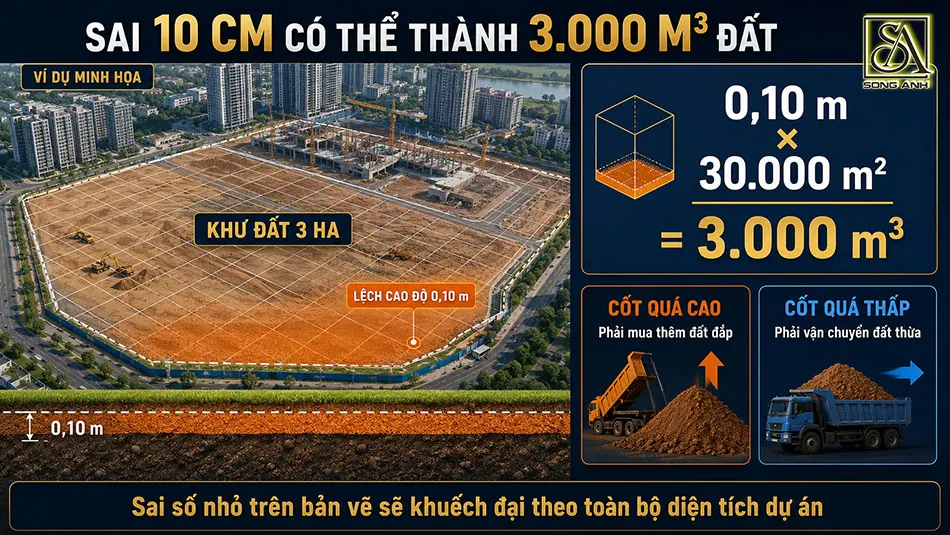 SAI 10 CM CÓ THỂ THÀNH 3.000 M³ ĐẤT
SA
SONG ANH
VÍ DỤ MINH HỌA
KHƯ ĐẤT 3 HA
LỆCH CAO ĐỘ 0,10 m
0,10 m
0,10 m
×
30.000 m²
= 3.000 m³
CỐT QUÁ CAO
Phải mua thêm đất đắp
CỐT QUÁ THẤP
Phải vận chuyển đất thừa
Sai số nhỏ trên bản vẽ sẽ khuếch đại theo toàn bộ diện tích dự án